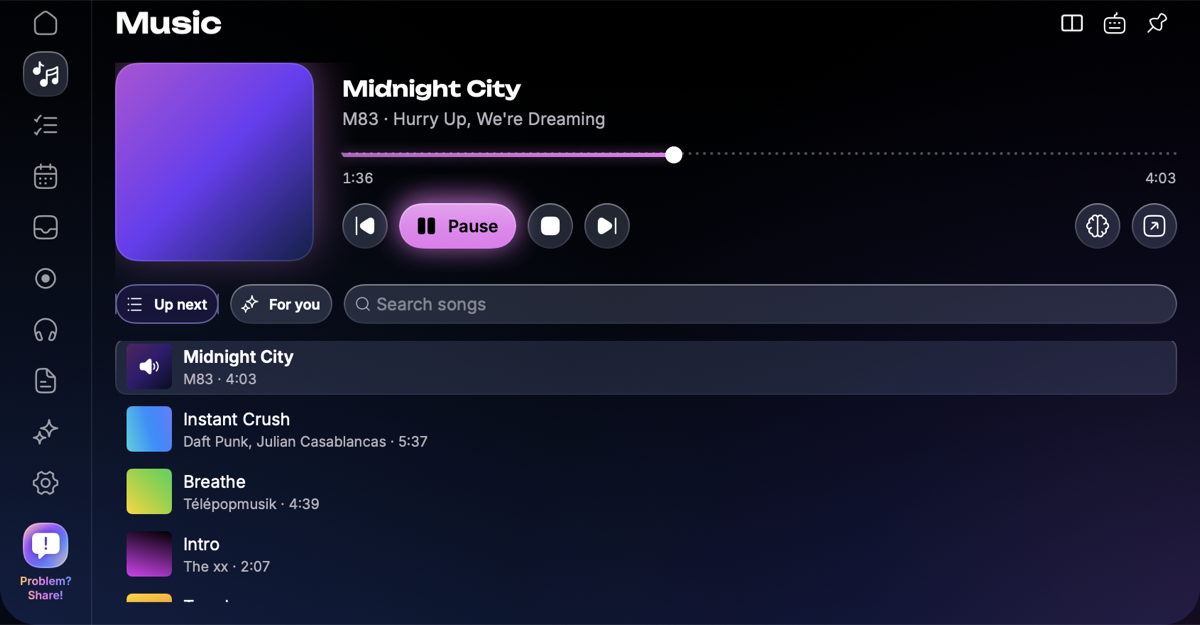 Music
Midnight City
M83 · Hurry Up, We're Dreaming
1:36
4:03
Pause
Up next
For you
Search songs
Midnight City
M83 · 4:03
Instant Crush
Daft Punk, Julian Casablancas · 5:37
Breathe
Télépopmusik · 4:39
Intro
The xx · 2:07
Problem?
Share!